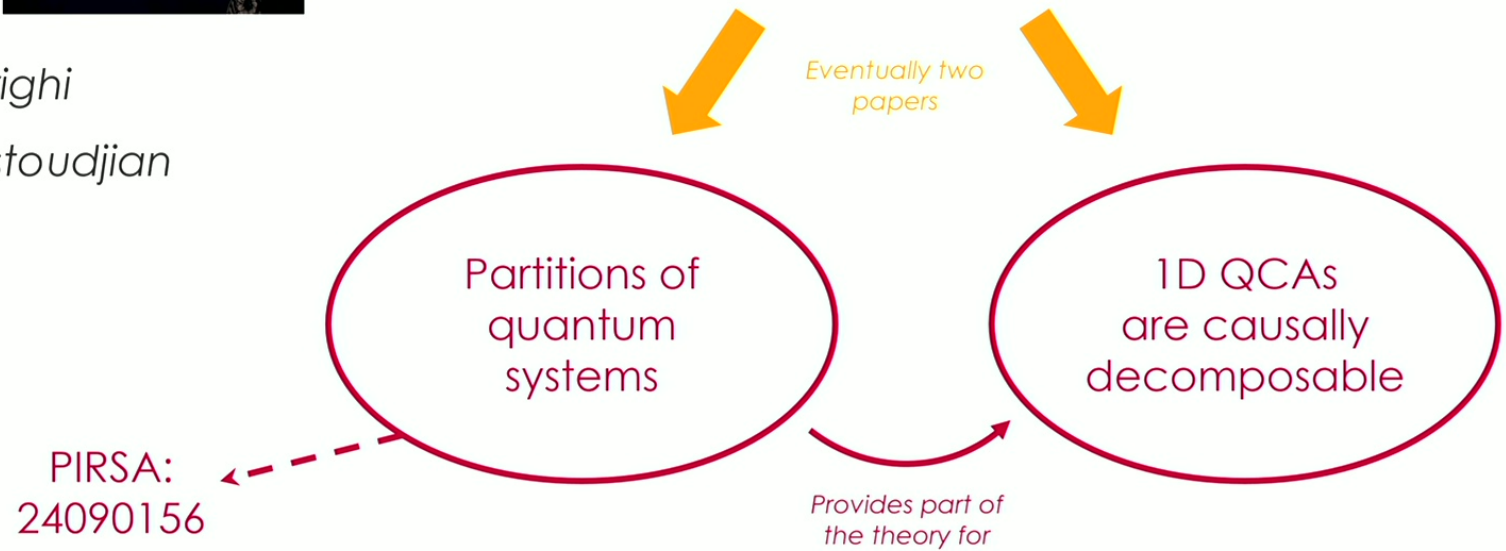 ighi
stoudjian
Eventually two
papers
Partitions of
quantum
systems
1D QCAs
are causally
decomposable
PIRSA:
24090156
Provides part of
the theory for